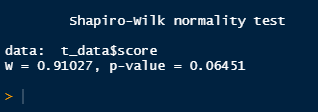 Shapiro-Wilk normality test
data:  t_data$score
W = 0.91027, p-value = 0.06451
>